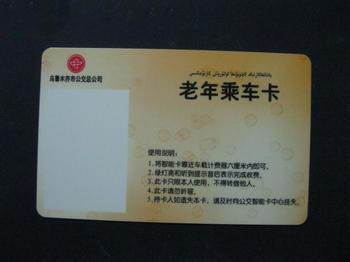 乌鲁木齐市公交总公司
老年乘车卡
使用说明：
1.将智能卡靠近车载计费器六厘米内即可。
2.绿灯亮和听到提示音后表示完成收费。
3.此卡只限本人使用，不得转借他人。
4.此卡请勿折弯。
5.持卡人如遗失本卡，请及时向公交智能卡中心挂失。